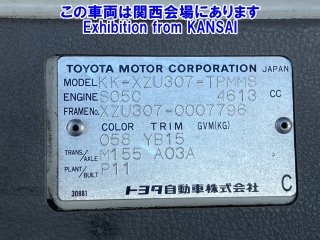 この車両は関西会場にあります
Exhibition from KANSAI
TOYOTA MOTOR CORPORATION JAPAN
MODEL KK-XZU307-TPMMS
ENGINE S05C 4613 CC
FRAME No. XZU307-0007796
COLOR TRIM GVM(KG)
058 YB15
TRANS/AXLE M155 A03A
PLANT/BUILT P11
30881 トヨタ自動車株式会社 C